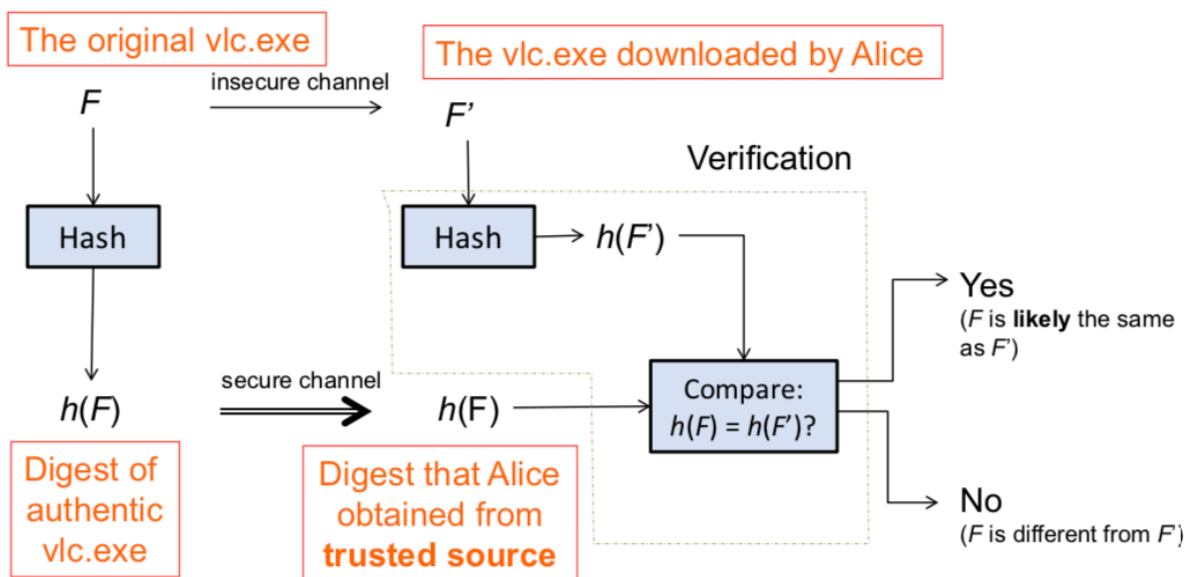 The original vlc.exe
The vlc.exe downloaded by Alice
insecure channel
F
F’
Verification
Hash
Hash
h(F’)
Yes
(F is likely the same
as F’)
secure channel
h(F)
h(F)
Compare:
h(F) = h(F’)?
Digest of
authentic
vlc.exe
Digest that Alice
obtained from
trusted source
No
(F is different from F’)